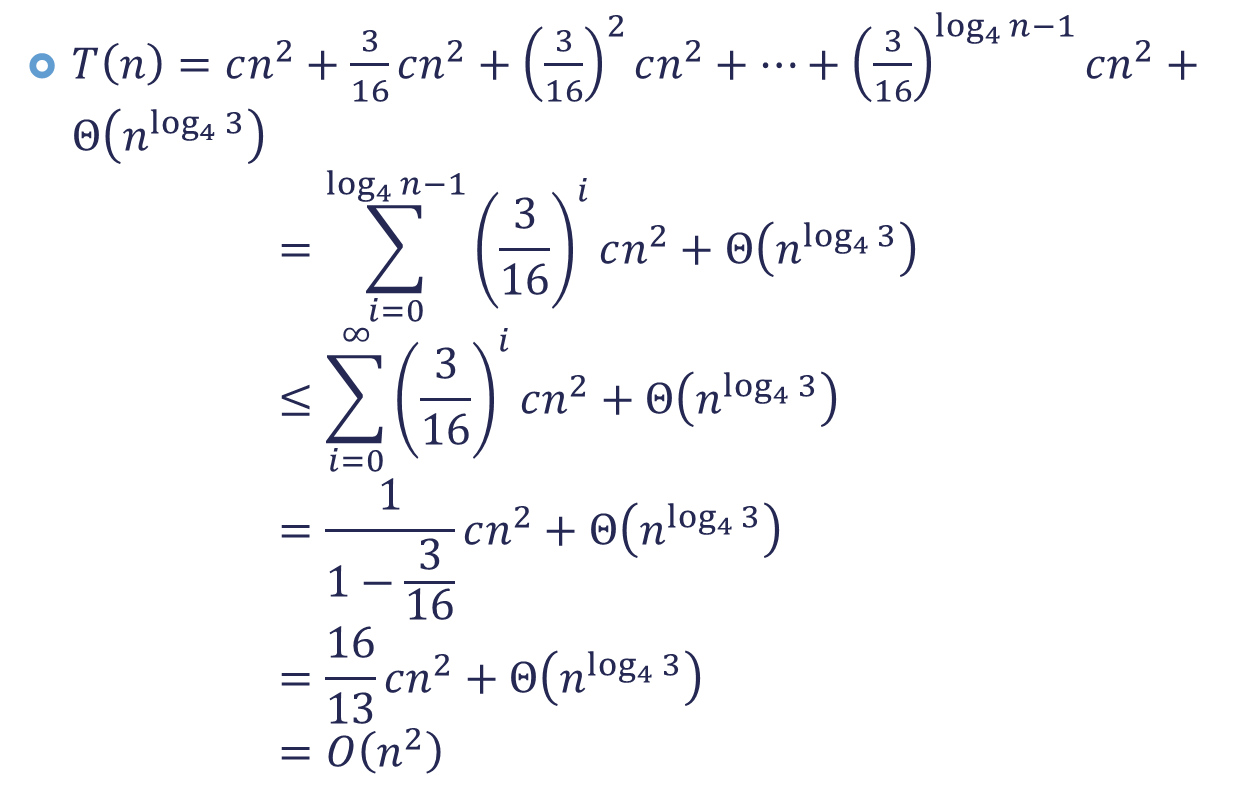 T(n) = cn² + 3/16 cn² + (3/16)² cn² + ⋯ + (3/16)^(log₄ n−1) cn² +
Θ(n^(log₄ 3))
= ∑_{i=0}^{log₄ n−1} (3/16)^i cn² + Θ(n^(log₄ 3))
≤ ∑_{i=0}^{∞} (3/16)^i cn² + Θ(n^(log₄ 3))
= 1/(1 − 3/16) cn² + Θ(n^(log₄ 3))
= 16/13 cn² + Θ(n^(log₄ 3))
= O(n²)